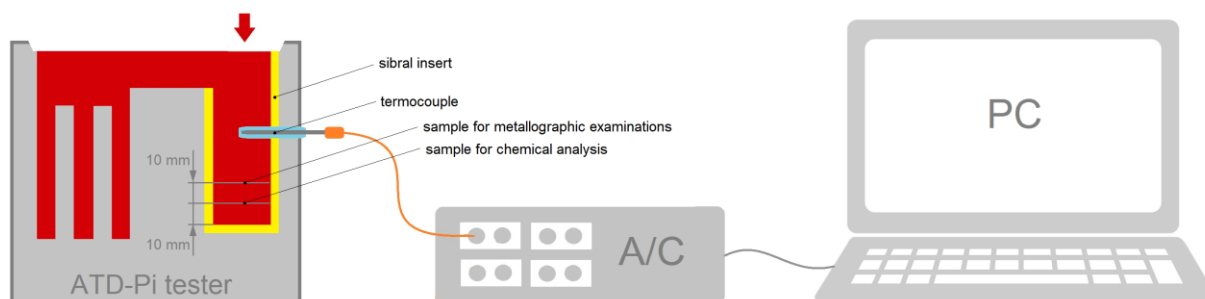 sibral insert
termocouple
sample for metallographic examinations
sample for chemical analysis
10 mm
10 mm
ATD-Pi tester
A/C
PC